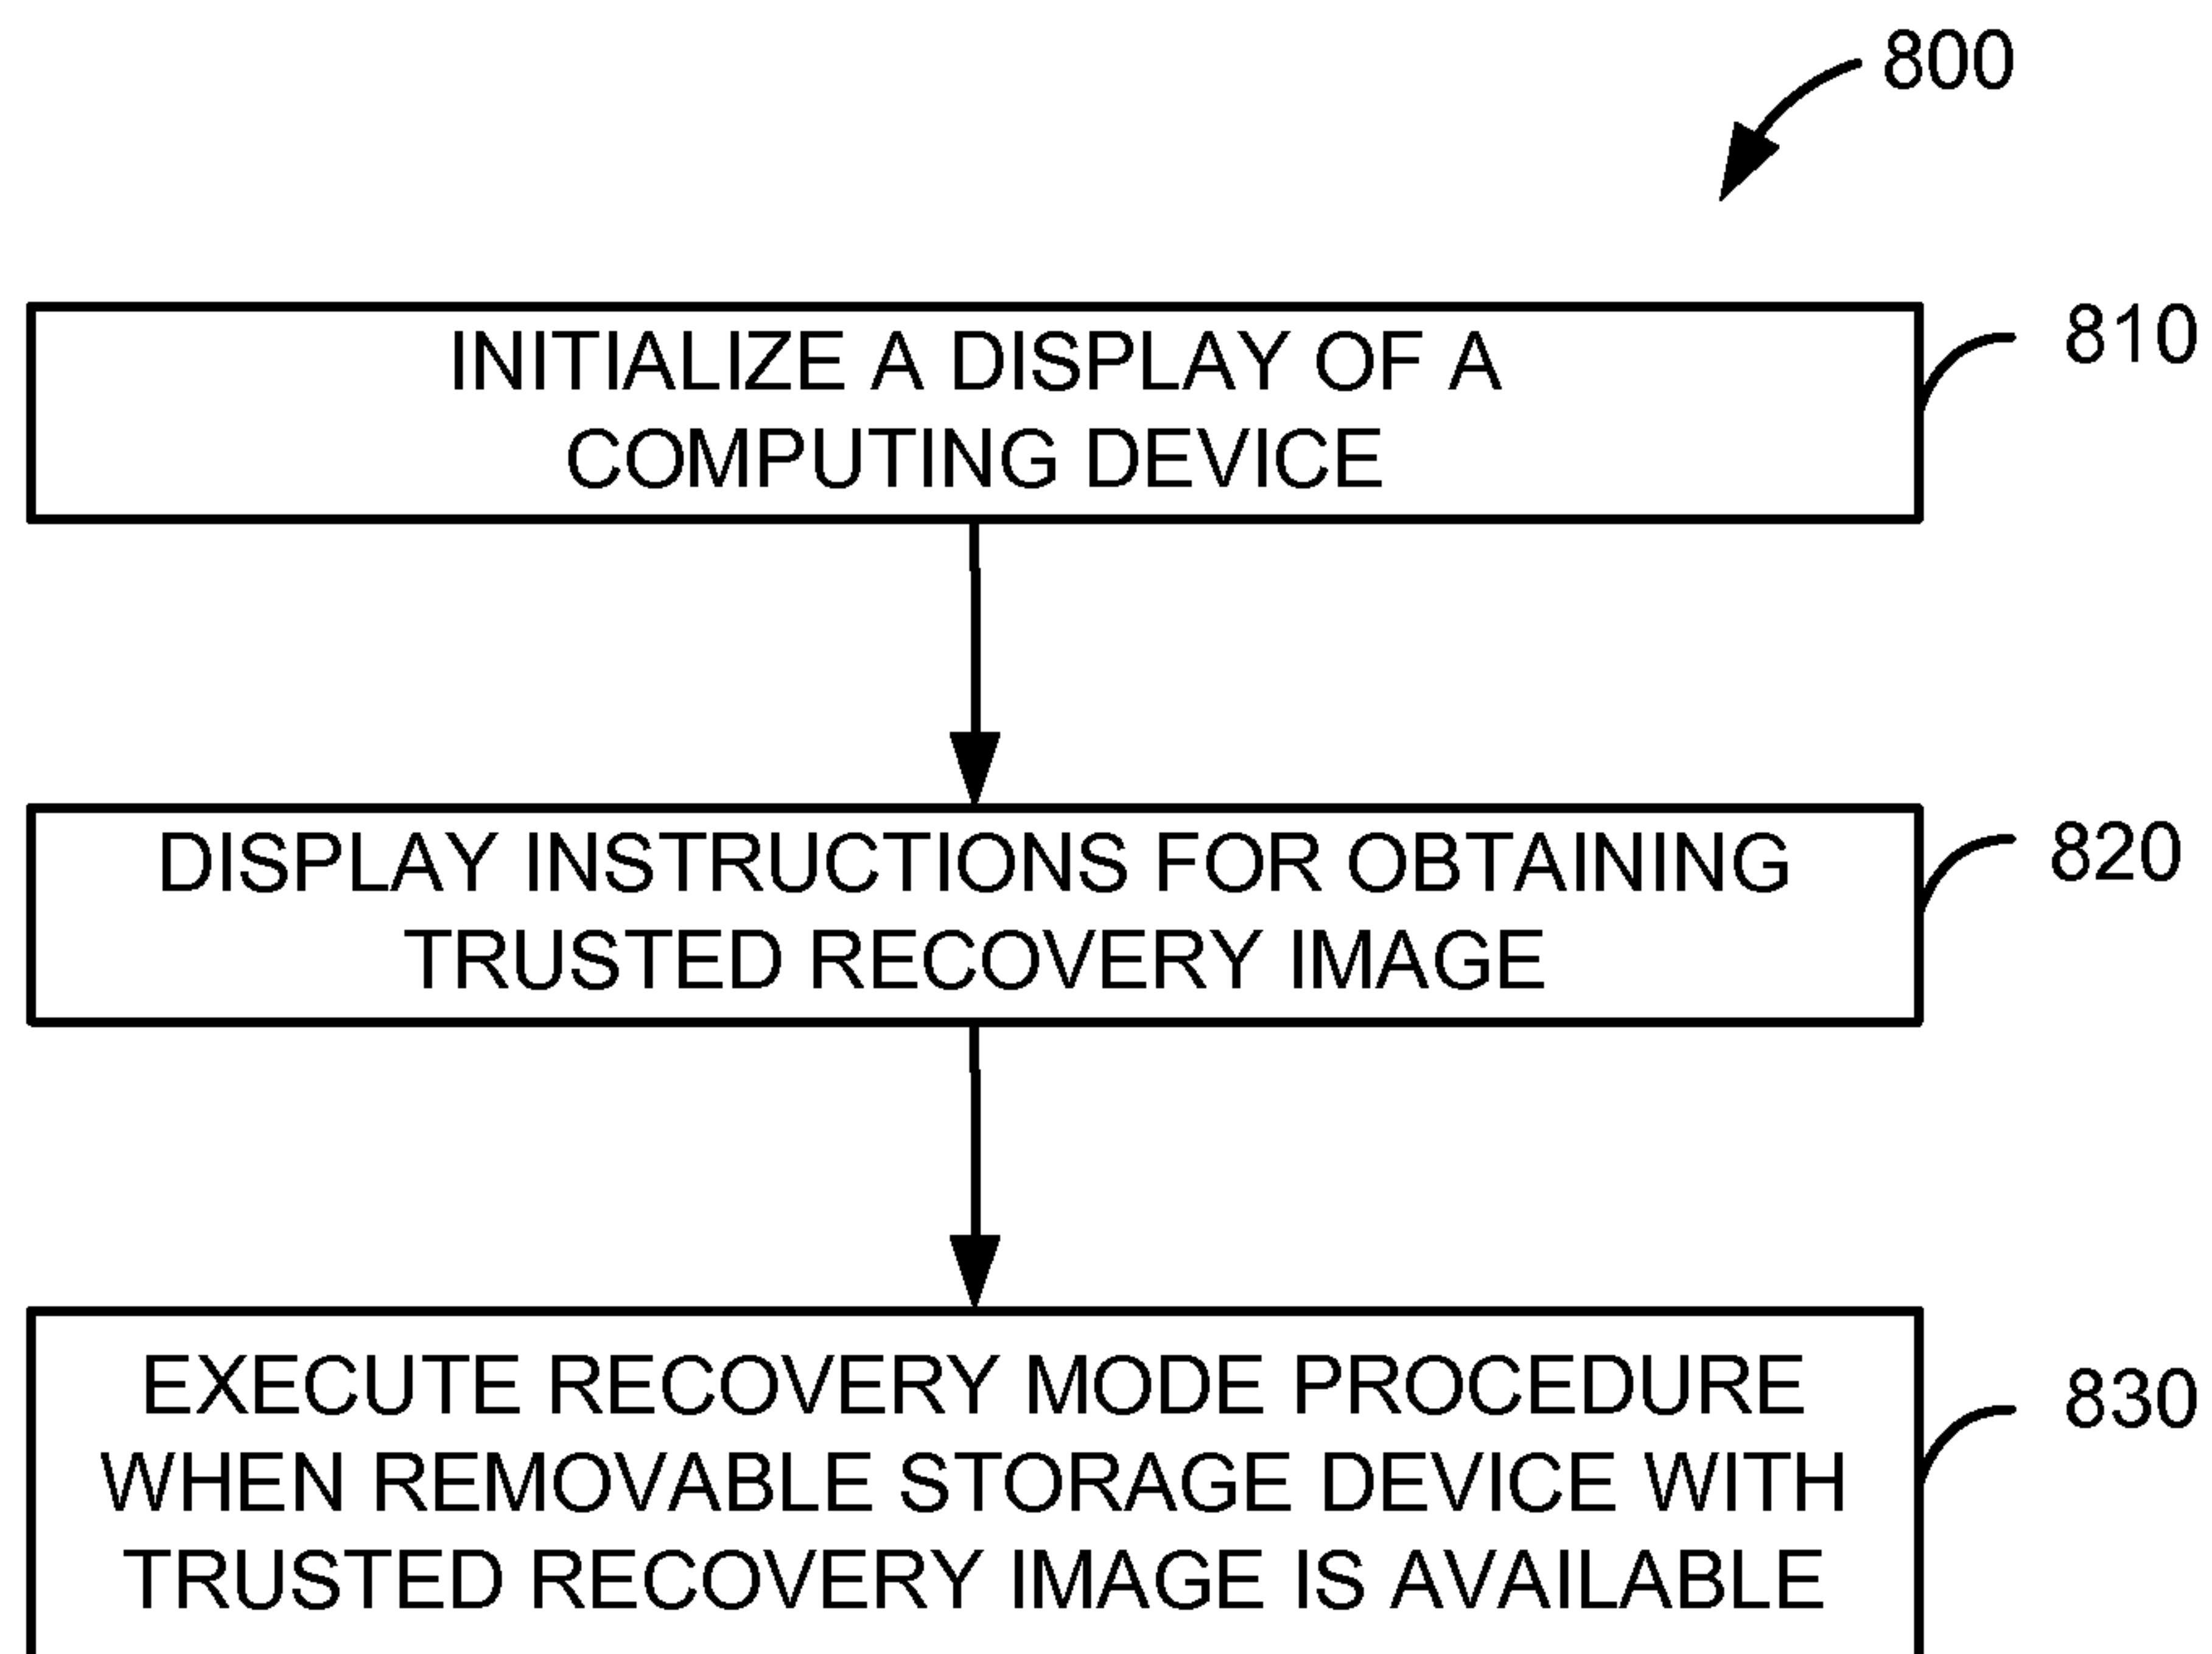 800
INITIALIZE A DISPLAY OF A
COMPUTING DEVICE
810
DISPLAY INSTRUCTIONS FOR OBTAINING
TRUSTED RECOVERY IMAGE
820
EXECUTE RECOVERY MODE PROCEDURE
WHEN REMOVABLE STORAGE DEVICE WITH
TRUSTED RECOVERY IMAGE IS AVAILABLE
830